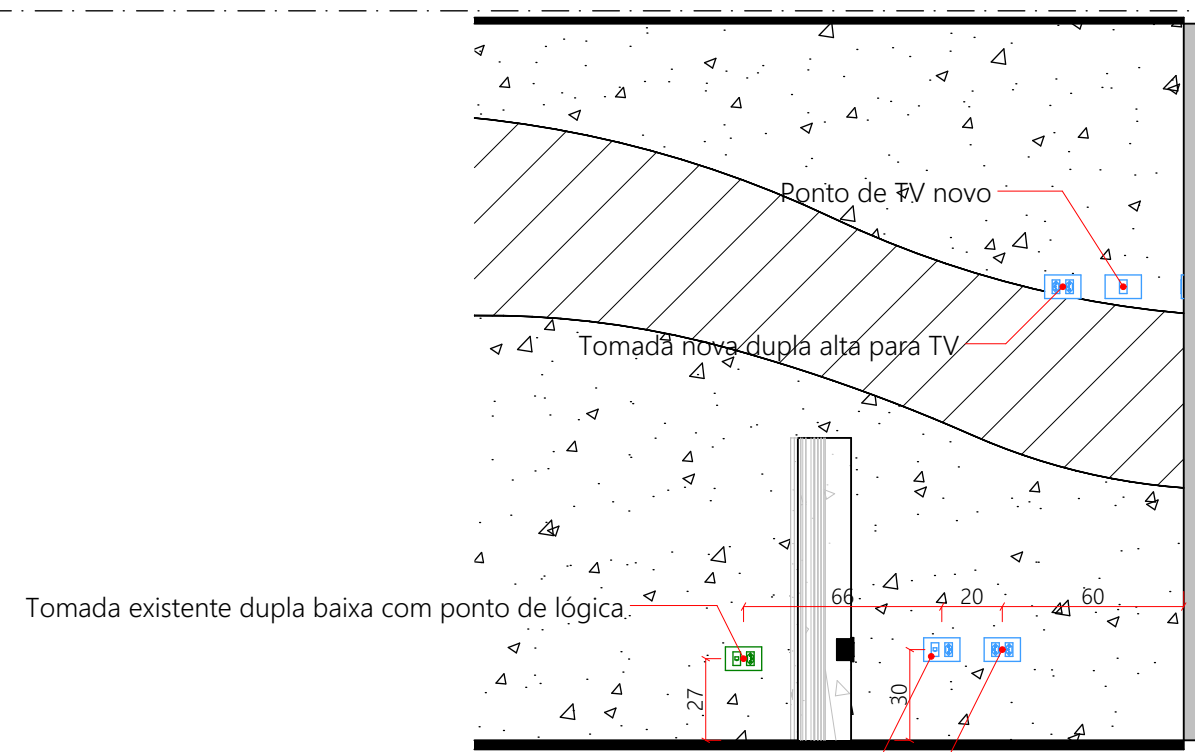 Ponto de TV novo
Tomada nova dupla alta para TV
Tomada existente dupla baixa com ponto de lógica
66
20
60
27
30